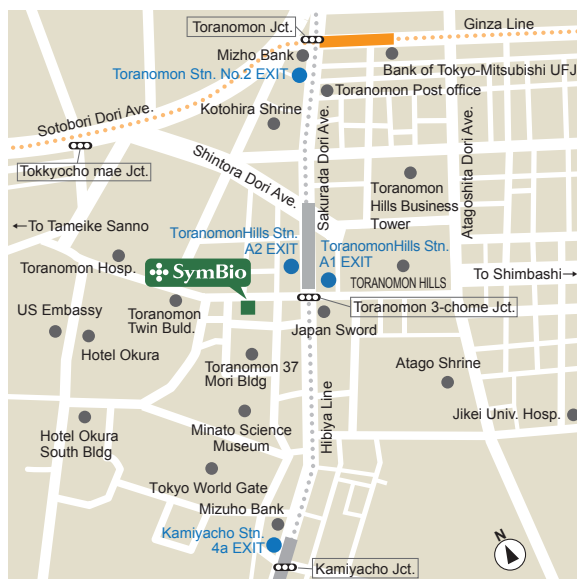 Toranomon Jct.
Ginza Line
Mizho Bank
Bank of Tokyo-Mitsubishi UFJ
Toranomon Stn. No.2 EXIT
Toranomon Post office
Sotobori Dori Ave.
Kotohira Shrine
Shintora Dori Ave.
Sakurada Dori Ave.
Atagoshita Dori Ave.
Tokkyocho mae Jct.
Toranomon
Hills Business
Tower
←To Tameike Sanno
ToranomonHills Stn.
A2 EXIT
ToranomonHills Stn.
A1 EXIT
Toranomon Hosp.
SymBio
TORANOMON HILLS
To Shimbashi→
US Embassy
Toranomon
Twin Buld.
Toranomon 3-chome Jct.
Japan Sword
Hotel Okura
Toranomon 37
Mori Bldg
Atago Shrine
Hibiya Line
Jikei Univ. Hosp.
Hotel Okura
South Bldg
Minato Science
Museum
Tokyo World Gate
Mizuho Bank
Kamiyacho Stn.
4a EXIT
Kamiyacho Jct.
N